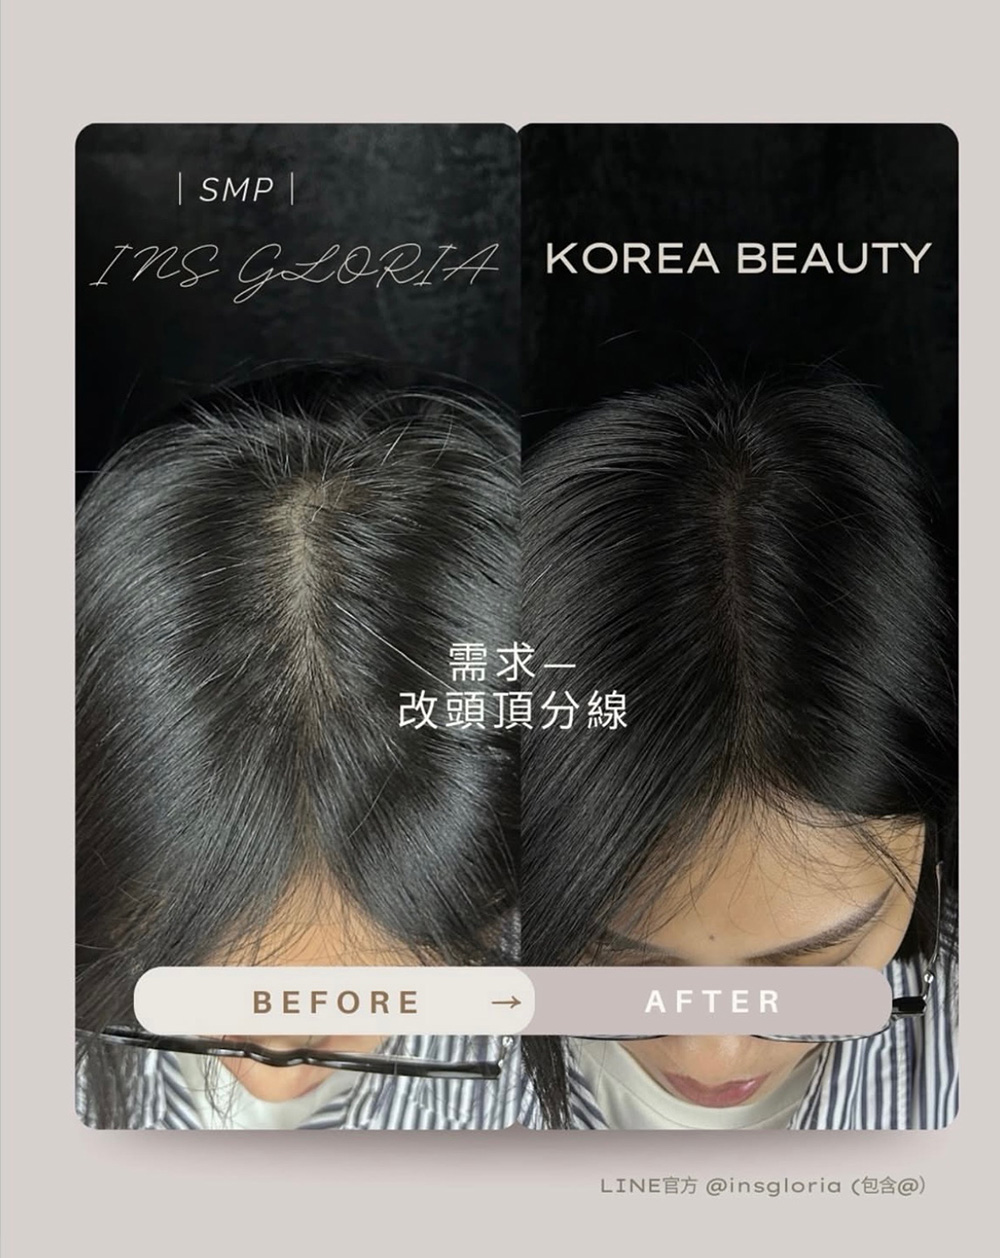 | SMP |
INS GLORIA
KOREA BEAUTY
需求—
改頭頂分線
BEFORE → AFTER
LINE官方 @insgloria (包含@)